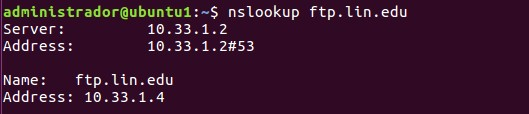 administrador@ubuntu1:~$ nslookup ftp.lin.edu
Server:         10.33.1.2
Address:        10.33.1.2#53

Name:   ftp.lin.edu
Address: 10.33.1.4